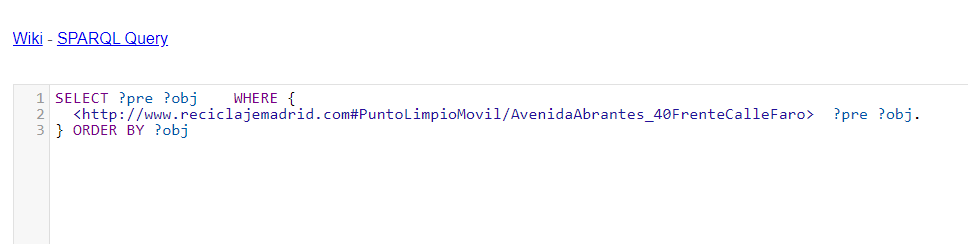 Wiki - SPARQL Query
1 SELECT ?pre ?obj    WHERE {
2   <http://www.reciclajemadrid.com#PuntoLimpioMovil/AvenidaAbrantes_40FrenteCalleFaro>  ?pre ?obj.
3 } ORDER BY ?obj